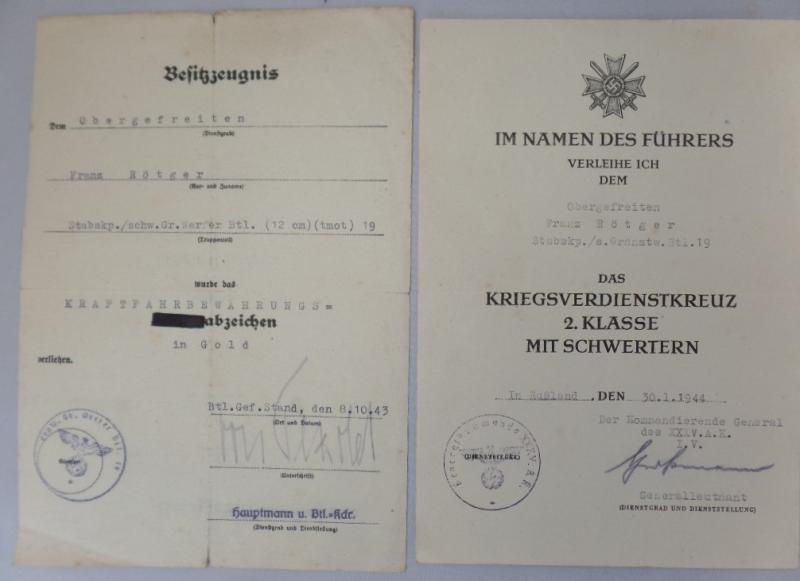 Besitzzeugnis
Dem Obergefreiten
(Dienstgrad)
Franz Rötger
(Vor- und Zuname)
Stabskp./schw.Gr.Werfer Btl. (12 cm)(tmot) 19
(Truppenteil)
wurde das
KRAFTFAHRBEWÄHRUNGS=
abzeichen
in Gold
verliehen.
Btl.Gef.Stand, den 8.10.43
(Ort und Datum)
(Unterschrift)
Hauptmann u. Btl.-Kdr.
(Dienstgrad und Dienststellung)
IM NAMEN DES FÜHRERS
VERLEIHE ICH
DEM
Obergefreiten
Franz Rötger
Stabskp./s.Granatw.Btl.19
DAS
KRIEGSVERDIENSTKREUZ
2. KLASSE
MIT SCHWERTERN
In Rußland , DEN 30.1.1944
Der Kommandierende General
des XXXV.A.K.
I.V.
(DIENSTSIEGEL)
Generalleutnant
(DIENSTGRAD UND DIENSTSTELLUNG)